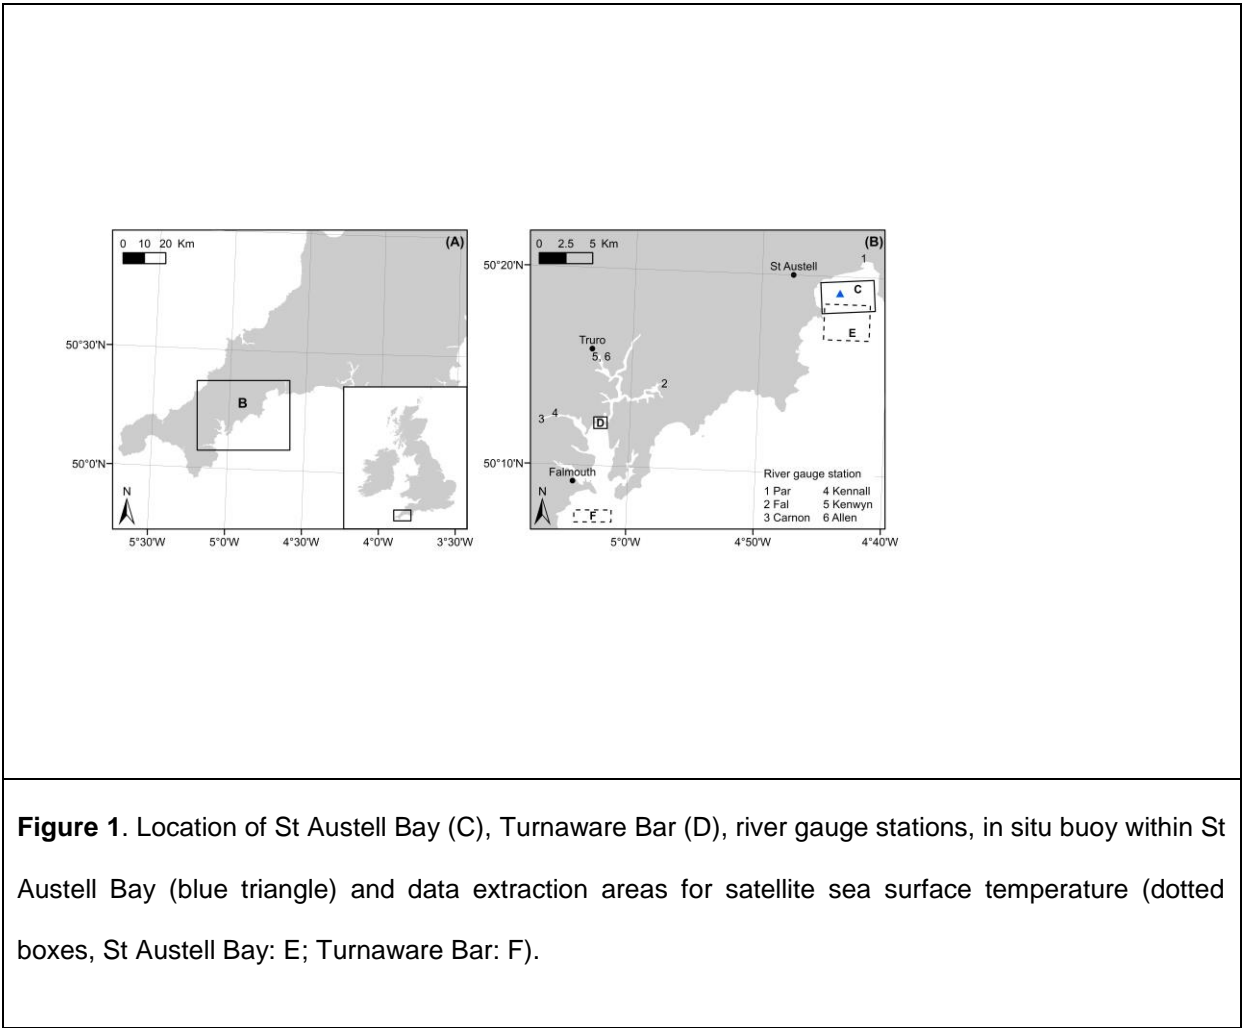 0 10 20 Km
(A)
50°30'N
B
50°0'N
N
5°30'W 5°0'W 4°30'W 4°0'W 3°30'W
0 2.5 5 Km
(B)
50°20'N
St Austell
1
C
E
Truro
5, 6
2
3 4
D
50°10'N
Falmouth
N
F
River gauge station
1 Par 4 Kennall
2 Fal 5 Kenwyn
3 Carnon 6 Allen
5°0'W 4°50'W 4°40'W
Figure 1. Location of St Austell Bay (C), Turnaware Bar (D), river gauge stations, in situ buoy within St
Austell Bay (blue triangle) and data extraction areas for satellite sea surface temperature (dotted
boxes, St Austell Bay: E; Turnaware Bar: F).